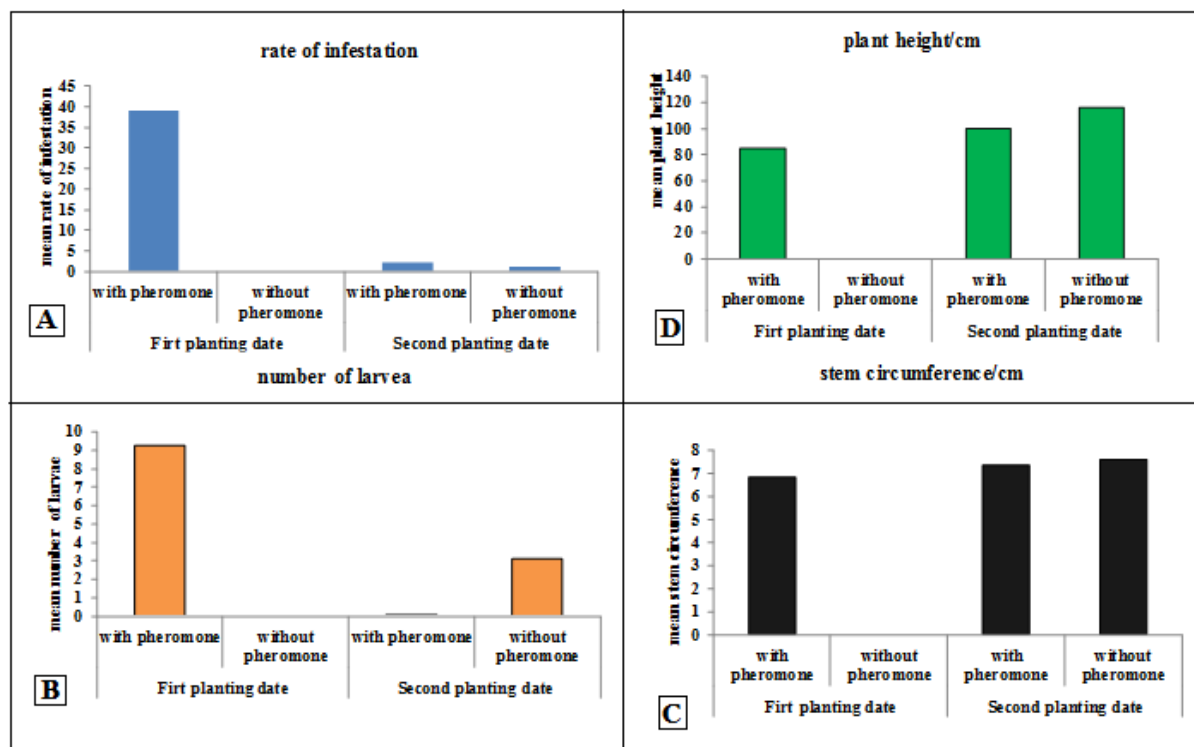 rate of infestation
mean rate of infestation
45
40
35
30
25
20
15
10
5
0
with pheromone
without
pheromone
with pheromone
without
pheromone
Firt planting date
Second planting date
A
plant height/cm
mean plant height
140
120
100
80
60
40
20
0
with
pheromone
without
pheromone
with
pheromone
without
pheromone
Firt planting date
Second planting date
D
number of larvea
mean number of larvae
10
9
8
7
6
5
4
3
2
1
0
with pheromone
without
pheromone
with pheromone
without
pheromone
Firt planting date
Second planting date
B
stem circumference/cm
mean stem circumference
8
7
6
5
4
3
2
1
0
with
pheromone
without
pheromone
with
pheromone
without
pheromone
Firt planting date
Second planting date
C